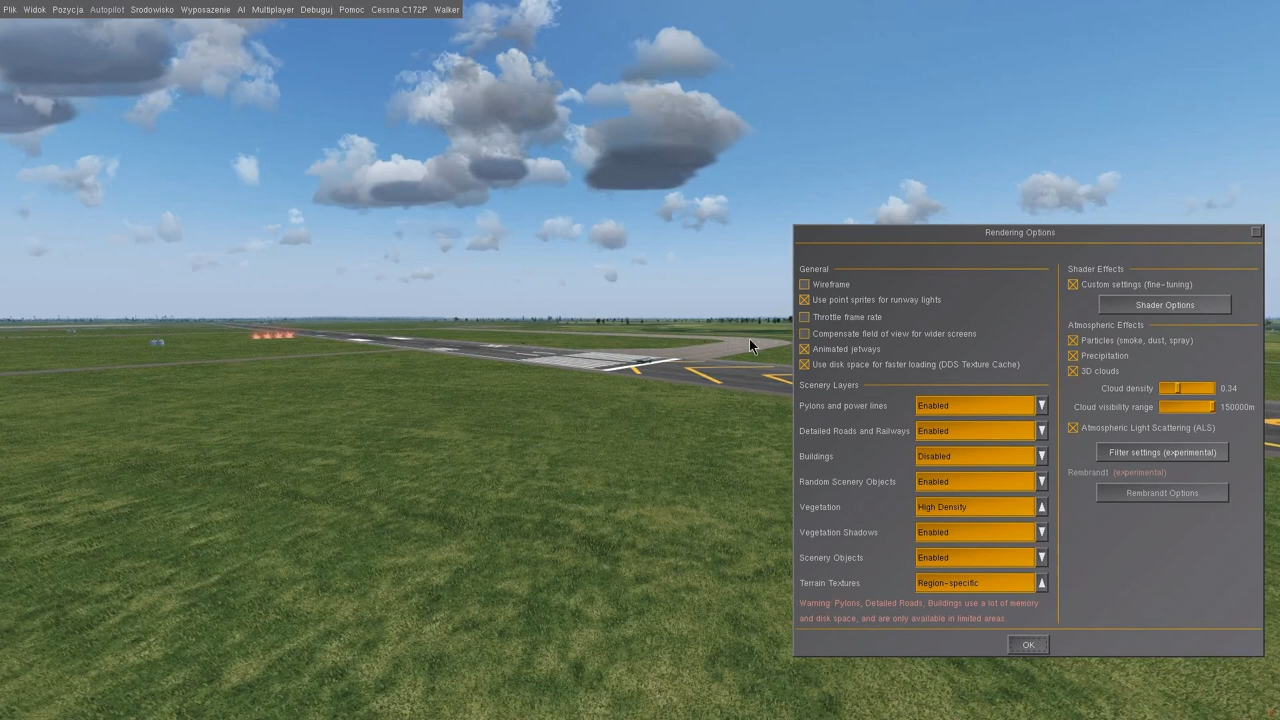 Plik Widok Pozycja Autopilot Srodowisko Wyposazenie AI Multiplayer Debuguj Pomoc Cessna C172P Walker
Rendering Options
General
Wireframe
Use point sprites for runway lights
Throttle frame rate
Compensate field of view for wider screens
Animated jetways
Use disk space for faster loading (DDS Texture Cache)
Scenery Layers
Pylons and power lines Enabled
Detailed Roads and Railways Enabled
Buildings Disabled
Random Scenery Objects Enabled
Vegetation High Density
Vegetation Shadows Enabled
Scenery Objects Enabled
Terrain Textures Region-specific
Warning: Pylons, Detailed Roads, Buildings use a lot of memory
and disk space, and are only available in limited areas
Shader Effects
Custom settings (fine-tuning)
Shader Options
Atmospheric Effects
Particles (smoke, dust, spray)
Precipitation
3D clouds
Cloud density 0.34
Cloud visibility range 150000m
Atmospheric Light Scattering (ALS)
Filter settings (experimental)
Rembrandt (experimental)
Rembrandt Options
OK